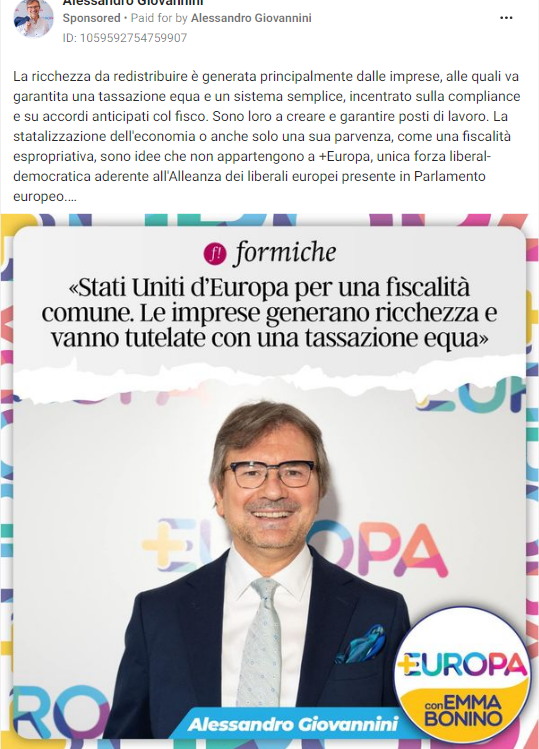 Alessandro Giovannini
Sponsored • Paid for by Alessandro Giovannini
ID: 1059592754759907
La ricchezza da redistribuire è generata principalmente dalle imprese, alle quali va
garantita una tassazione equa e un sistema semplice, incentrato sulla compliance
e su accordi anticipati col fisco. Sono loro a creare e garantire posti di lavoro. La
statalizzazione dell'economia o anche solo una sua parvenza, come una fiscalità
espropriativa, sono idee che non appartengono a +Europa, unica forza liberal-
democratica aderente all'Alleanza dei liberali europei presente in Parlamento
europeo....
f! formiche
«Stati Uniti d'Europa per una fiscalità
comune. Le imprese generano ricchezza e
vanno tutelate con una tassazione equa»
+EUROPA
RO
Alessandro Giovannini
+EUROPA
con EMMA
BONINO